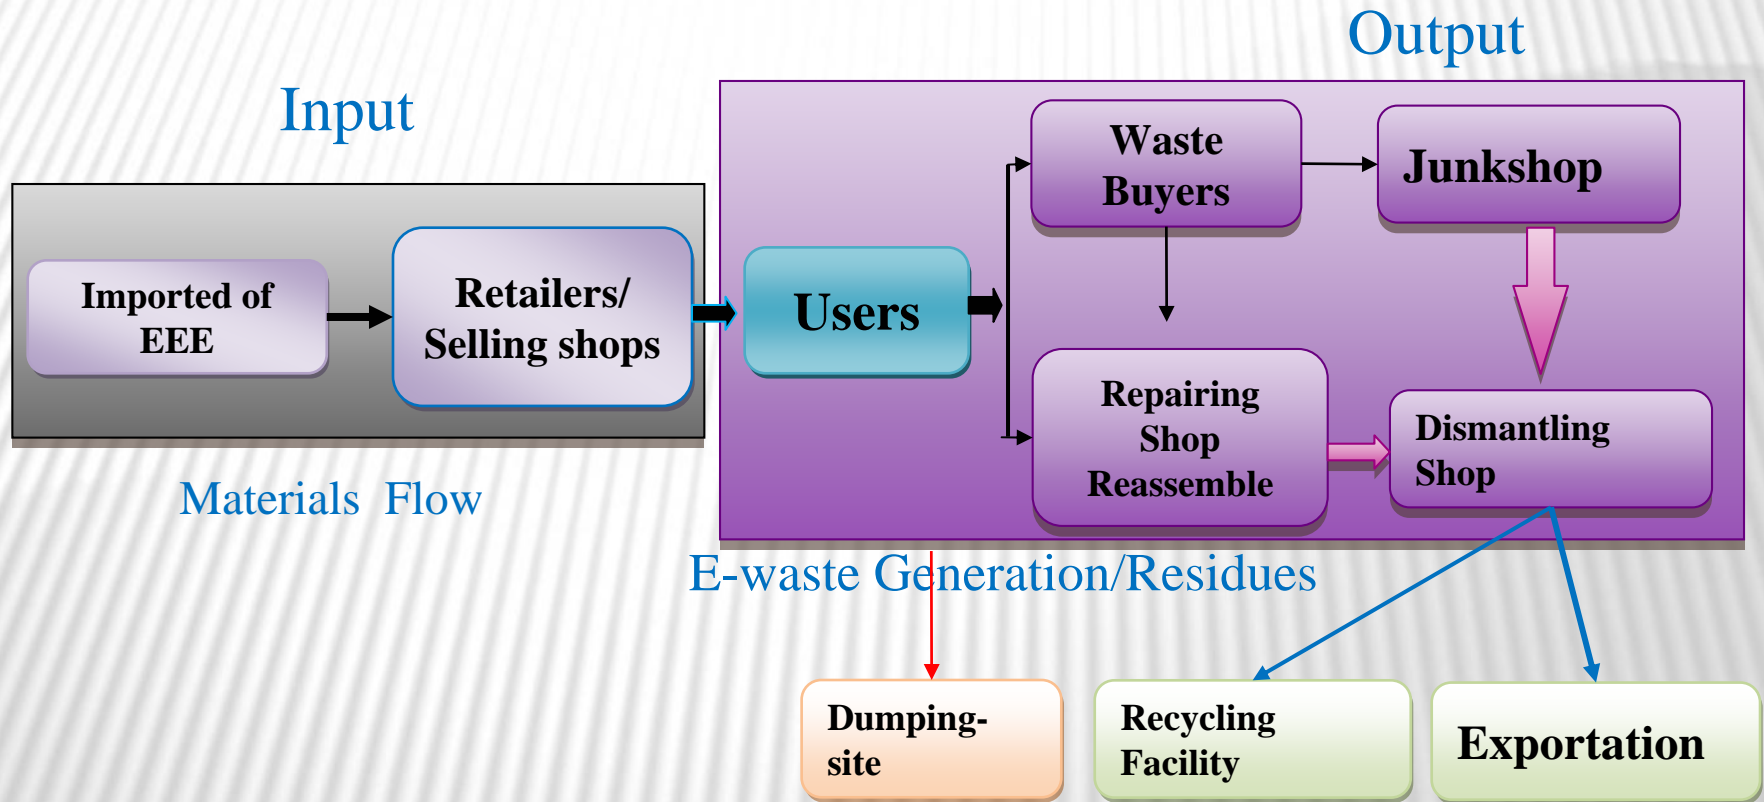 Output
Input
Waste
Buyers
Junkshop
Imported of
EEE
Retailers/
Selling shops
Users
Repairing
Shop
Reassemble
Dismantling
Shop
Materials Flow
E-waste Generation/Residues
Dumping-
site
Recycling
Facility
Exportation